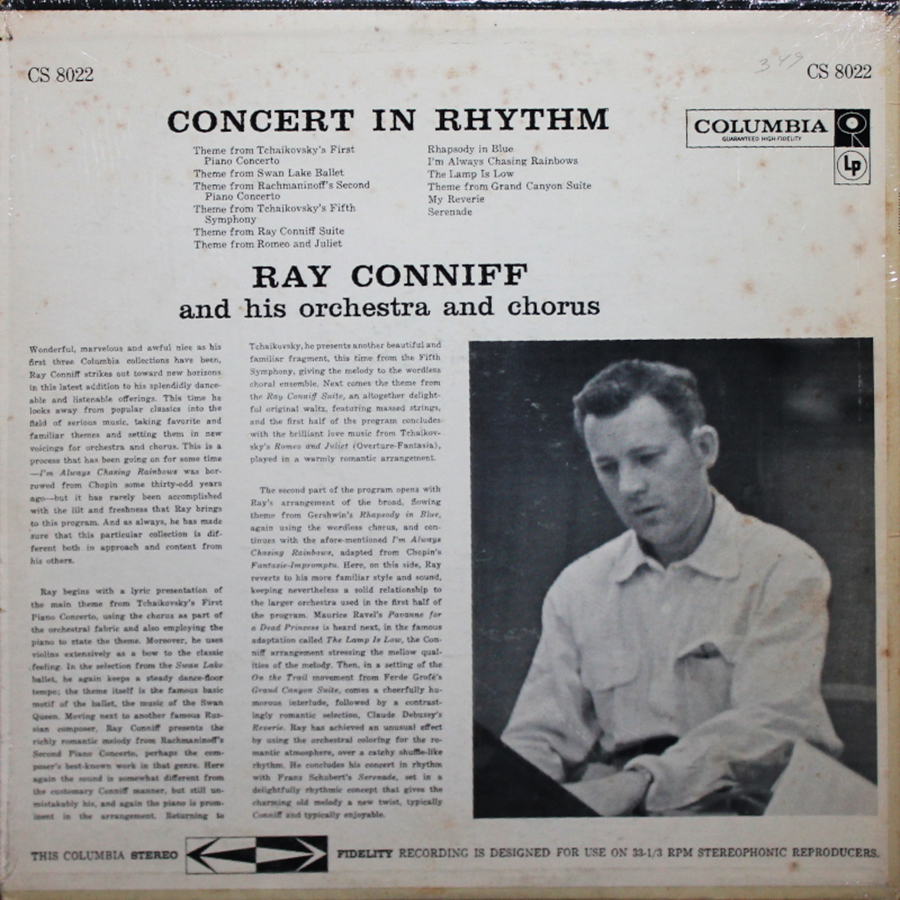 CS 8022
349
CS 8022
CONCERT IN RHYTHM
COLUMBIA
GUARANTEED HIGH FIDELITY
Lp
Theme from Tchaikovsky's First
Piano Concerto
Theme from Swan Lake Ballet
Theme from Rachmaninoff's Second
Piano Concerto
Theme from Tchaikovsky's Fifth
Symphony
Theme from Ray Conniff Suite
Theme from Romeo and Juliet
Rhapsody in Blue
I'm Always Chasing Rainbows
The Lamp Is Low
Theme from Grand Canyon Suite
My Reverie
Serenade
RAY CONNIFF
and his orchestra and chorus
Wonderful, marvelous and awful nice as his
first three Columbia collections have been,
Ray Conniff strikes out toward new horizons
in this latest addition to his splendidly dance-
able and listenable offerings. This time he
looks away from popular classics into the
field of serious music, taking favorite and
familiar themes and setting them in new
voicings for orchestra and chorus. This is a
process that has been going on for some time
—I'm Always Chasing Rainbows was bor-
rowed from Chopin some thirty-odd years
ago—but it has rarely been accomplished
with the lilt and freshness that Ray brings
to this program. And as always, he has made
sure that this particular collection is dif-
ferent both in approach and content from
his others.
Ray begins with a lyric presentation of
the main theme from Tchaikovsky's First
Piano Concerto, using the chorus as part of
the orchestral fabric and also employing the
piano to state the theme. Moreover, he uses
violins extensively as a bow to the classic
feeling. In the selection from the Swan Lake
ballet, he again keeps a steady dance-floor
tempo; the theme itself is the famous basic
motif of the ballet, the music of the Swan
Queen. Moving next to another famous Rus-
sian composer, Ray Conniff presents the
richly romantic melody from Rachmaninoff's
Second Piano Concerto, perhaps the com-
poser's best-known work in that genre. Here
again the sound is somewhat different from
the customary Conniff manner, but still un-
mistakably his, and again the piano is prom-
inent in the arrangement. Returning to
Tchaikovsky, he presents another beautiful and
familiar fragment, this time from the Fifth
Symphony, giving the melody to the wordless
choral ensemble. Next comes the theme from
the Ray Conniff Suite, an altogether delight-
ful original waltz, featuring massed strings,
and the first half of the program concludes
with the brilliant love music from Tchaikov-
sky's Romeo and Juliet (Overture-Fantasia),
played in a warmly romantic arrangement.
The second part of the program opens with
Ray's arrangement of the broad, flowing
theme from Gershwin's Rhapsody in Blue,
again using the wordless chorus, and con-
tinues with the afore-mentioned I'm Always
Chasing Rainbows, adapted from Chopin's
Fantasie-Impromptu. Here, on this side, Ray
reverts to his more familiar style and sound,
keeping nevertheless a solid relationship to
the larger orchestra used in the first half of
the program. Maurice Ravel's Pavanne for
a Dead Princess is heard next, in the famous
adaptation called The Lamp Is Low, the Con-
niff arrangement stressing the mellow qual-
ities of the melody. Then, in a setting of the
On the Trail movement from Ferde Grofé's
Grand Canyon Suite, comes a cheerfully hu-
morous interlude, followed by a contrast-
ingly romantic selection, Claude Debussy's
Reverie. Ray has achieved an unusual effect
by using the orchestral coloring for the ro-
mantic atmosphere, over a catchy shuffle-like
rhythm. He concludes his concert in rhythm
with Franz Schubert's Serenade, set in a
delightfully rhythmic concept that gives the
charming old melody a new twist, typically
Conniff and typically enjoyable.
THIS COLUMBIA STEREO FIDELITY RECORDING IS DESIGNED FOR USE ON 33-1/3 RPM STEREOPHONIC REPRODUCERS.